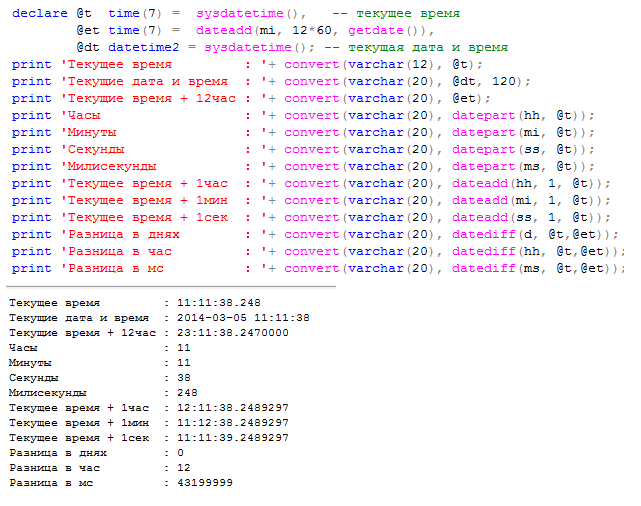 declare @t  time(7) =  sysdatetime(),   -- текущее время
        @et time(7) =  dateadd(mi, 12*60, getdate()),
        @dt datetime2 = sysdatetime(); -- текущая дата и время
print 'Текущее время         : '+ convert(varchar(12), @t);
print 'Текущие дата и время  : '+ convert(varchar(20), @dt, 120);
print 'Текущие время + 12час : '+ convert(varchar(20), @et);
print 'Часы                  : '+ convert(varchar(20), datepart(hh, @t));
print 'Минуты                : '+ convert(varchar(20), datepart(mi, @t));
print 'Секунды               : '+ convert(varchar(20), datepart(ss, @t));
print 'Милисекунды           : '+ convert(varchar(20), datepart(ms, @t));
print 'Текущее время + 1час  : '+ convert(varchar(20), dateadd(hh, 1, @t));
print 'Текущее время + 1мин  : '+ convert(varchar(20), dateadd(mi, 1, @t));
print 'Текущее время + 1сек  : '+ convert(varchar(20), dateadd(ss, 1, @t));
print 'Разница в днях        : '+ convert(varchar(20), datediff(d, @t,@et));
print 'Разница в час         : '+ convert(varchar(20), datediff(hh, @t,@et));
print 'Разница в мс          : '+ convert(varchar(20), datediff(ms, @t,@et));
Текущее время         : 11:11:38.248
Текущие дата и время  : 2014-03-05 11:11:38
Текущие время + 12час : 23:11:38.2470000
Часы                  : 11
Минуты                : 11
Секунды               : 38
Милисекунды           : 248
Текущее время + 1час  : 12:11:38.2489297
Текущее время + 1мин  : 11:12:38.2489297
Текущее время + 1сек  : 11:11:39.2489297
Разница в днях        : 0
Разница в час         : 12
Разница в мс          : 43199999